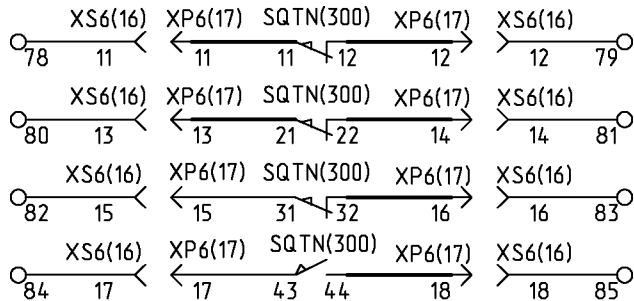 XS6(16) XP6(17) SQTN(300) XP6(17) XS6(16)
78 11 11 11 12 12 12 79
XS6(16) XP6(17) SQTN(300) XP6(17) XS6(16)
80 13 13 21 22 14 14 81
XS6(16) XP6(17) SQTN(300) XP6(17) XS6(16)
82 15 15 31 32 16 16 83
XS6(16) XP6(17) SQTN(300) XP6(17) XS6(16)
84 17 17 43 44 18 18 85